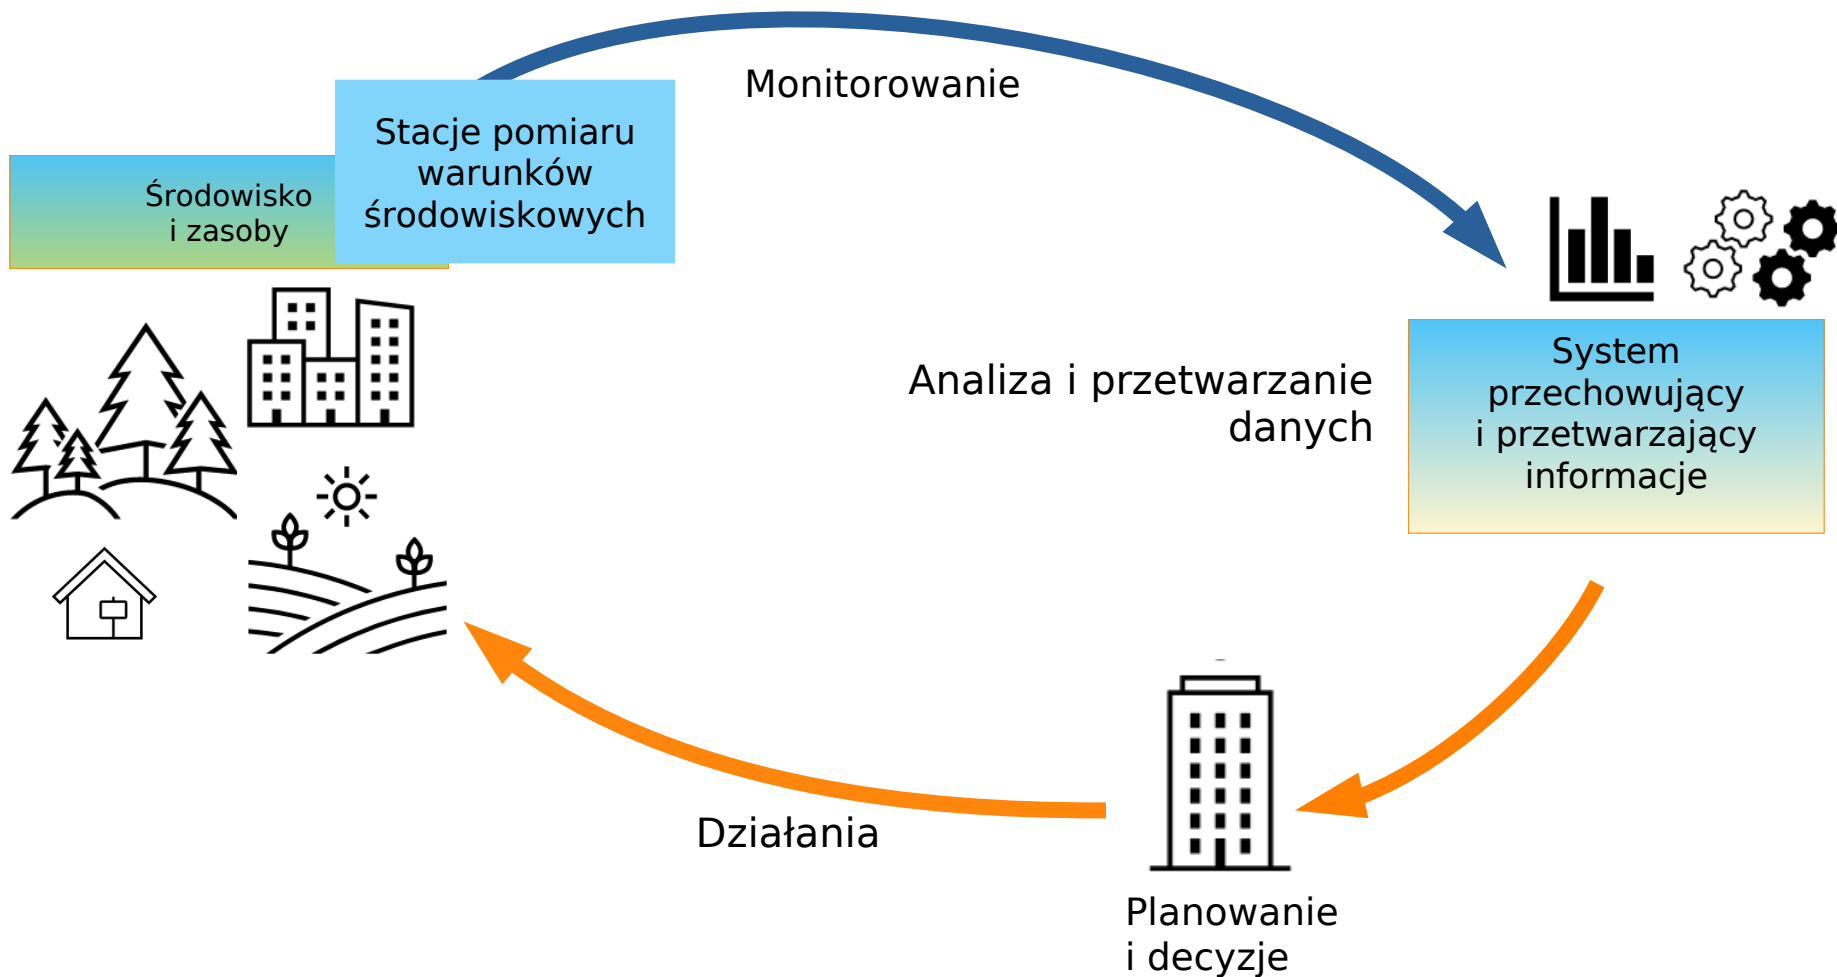 Monitorowanie
Stacje pomiaru
warunków
środowiskowych
Środowisko
i zasoby
Analiza i przetwarzanie
danych
System
przechowujący
i przetwarzający
informacje
Działania
Planowanie
i decyzje